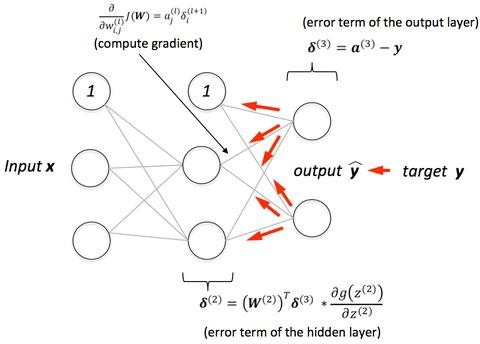 ∂/∂w_{i,j}^{(l)} J(W) = a_j^{(l)} δ_i^{(l+1)}
(compute gradient)
(error term of the output layer)
δ^{(3)} = a^{(3)} − y
1
1
Input x
output ŷ
target y
δ^{(2)} = (W^{(2)})^T δ^{(3)} * ∂g(z^{(2)})/∂z^{(2)}
(error term of the hidden layer)